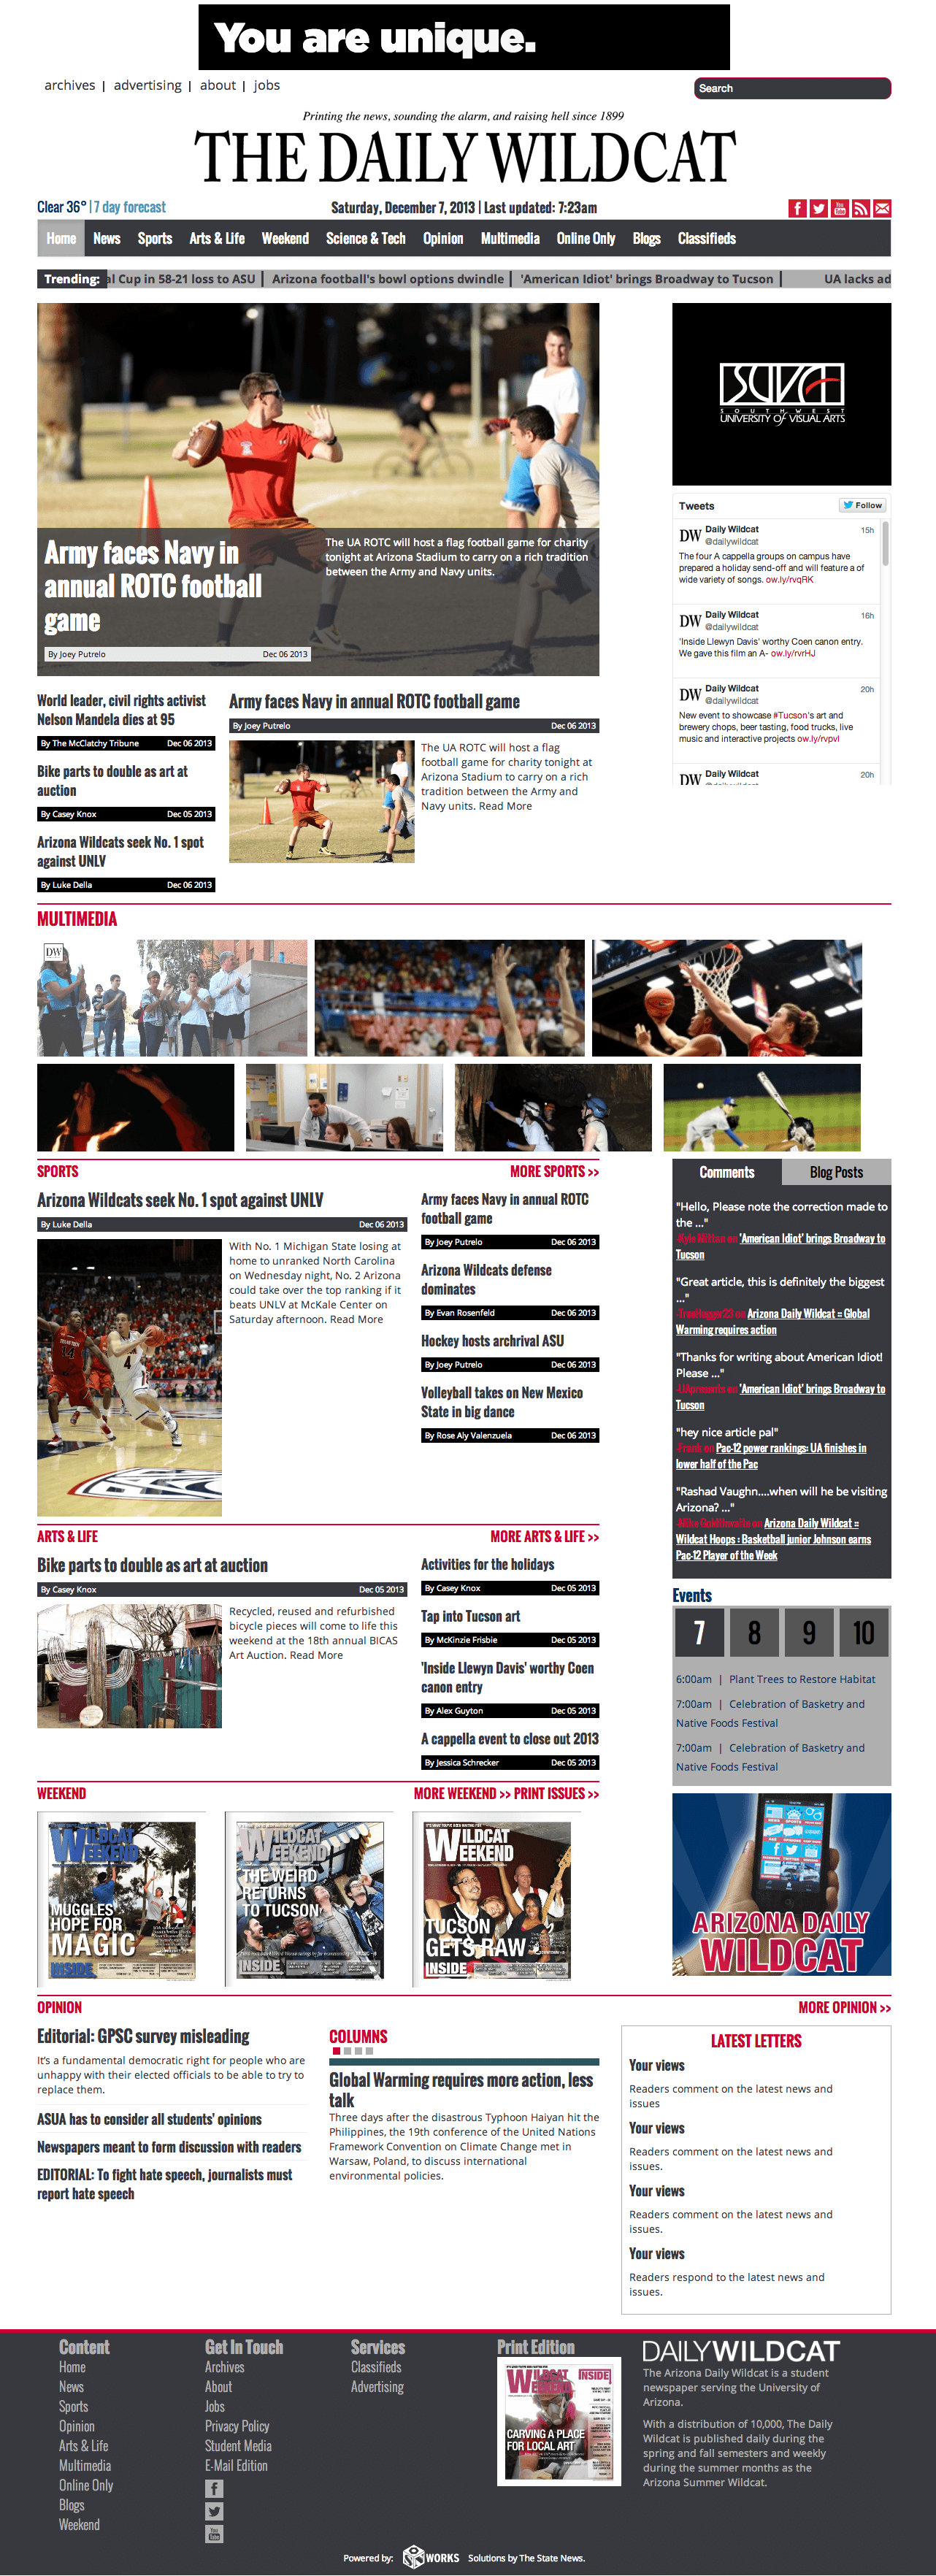 You are unique.
archives | advertising | about | jobs
Search
Printing the news, sounding the alarm, and raising hell since 1899
THE DAILY WILDCAT
Clear 36° | 7 day forecast
Saturday, December 7, 2013 | Last updated: 7:23am
Home News Sports Arts & Life Weekend Science & Tech Opinion Multimedia Online Only Blogs Classifieds
Trending: al Cup in 58-21 loss to ASU | Arizona football's bowl options dwindle | 'American Idiot' brings Broadway to Tucson | UA lacks ad
Army faces Navy in
annual ROTC football
game
The UA ROTC will host a flag football game for charity
tonight at Arizona Stadium to carry on a rich tradition
between the Army and Navy units.
By Joey Putrelo Dec 06 2013
SOUTHWEST
UNIVERSITY of VISUAL ARTS
Tweets
Follow
DW Daily Wildcat 15h
@dailywildcat
The four A cappella groups on campus have
prepared a holiday send-off and will feature a of
wide variety of songs. ow.ly/rvqRK
DW Daily Wildcat 16h
@dailywildcat
'Inside Llewyn Davis' worthy Coen canon entry.
We gave this film an A- ow.ly/rvrHJ
DW Daily Wildcat 20h
@dailywildcat
New event to showcase #Tucson's art and
brewery chops, beer tasting, food trucks, live
music and interactive projects ow.ly/rvpvI
DW Daily Wildcat 20h
World leader, civil rights activist
Nelson Mandela dies at 95
By The McClatchy Tribune Dec 06 2013
Bike parts to double as art at
auction
By Casey Knox Dec 05 2013
Arizona Wildcats seek No. 1 spot
against UNLV
By Luke Della Dec 06 2013
Army faces Navy in annual ROTC football game
By Joey Putrelo Dec 06 2013
The UA ROTC will host a flag
football game for charity tonight at
Arizona Stadium to carry on a rich
tradition between the Army and
Navy units. Read More
MULTIMEDIA
DW
SPORTS MORE SPORTS >>
Arizona Wildcats seek No. 1 spot against UNLV
By Luke Della Dec 06 2013
With No. 1 Michigan State losing at
home to unranked North Carolina
on Wednesday night, No. 2 Arizona
could take over the top ranking if it
beats UNLV at McKale Center on
Saturday afternoon. Read More
4
Army faces Navy in annual ROTC
football game
By Joey Putrelo Dec 06 2013
Arizona Wildcats defense
dominates
By Evan Rosenfeld Dec 06 2013
Hockey hosts archrival ASU
By Joey Putrelo Dec 06 2013
Volleyball takes on New Mexico
State in big dance
By Rose Aly Valenzuela Dec 06 2013
Comments Blog Posts
"Hello, Please note the correction made to
the ..."
-Kyle Mittan on 'American Idiot' brings Broadway to
Tucson
"Great article, this is definitely the biggest
..."
-TreeHugger23 on Arizona Daily Wildcat :: Global
Warming requires action
"Thanks for writing about American Idiot!
Please ..."
-UApresents on 'American Idiot' brings Broadway to
Tucson
"hey nice article pal"
-Frank on Pac-12 power rankings: UA finishes in
lower half of the Pac
"Rashad Vaughn....when will he be visiting
Arizona? ..."
-Mike Goldthwaite on Arizona Daily Wildcat ::
Wildcat Hoops : Basketball junior Johnson earns
Pac-12 Player of the Week
ARTS & LIFE MORE ARTS & LIFE >>
Bike parts to double as art at auction
By Casey Knox Dec 05 2013
Recycled, reused and refurbished
bicycle pieces will come to life this
weekend at the 18th annual BICAS
Art Auction. Read More
Activities for the holidays
By Casey Knox Dec 05 2013
Tap into Tucson art
By McKinzie Frisbie Dec 05 2013
'Inside Llewyn Davis' worthy Coen
canon entry
By Alex Guyton Dec 05 2013
A cappella event to close out 2013
By Jessica Schrecker Dec 05 2013
Events
7 8 9 10
6:00am | Plant Trees to Restore Habitat
7:00am | Celebration of Basketry and
Native Foods Festival
7:00am | Celebration of Basketry and
Native Foods Festival
WEEKEND MORE WEEKEND >> PRINT ISSUES >>
WILDCAT
WEEKEND
MUGGLES
HOPE FOR
MAGIC
INSIDE
WILDCAT
WEEKEND
THE WEIRD
RETURNS
TO TUCSON
INSIDE
WILDCAT
WEEKEND
TUCSON
GETS RAW
INSIDE
ARIZONA DAILY
WILDCAT
OPINION MORE OPINION >>
Editorial: GPSC survey misleading
It's a fundamental democratic right for people who are
unhappy with their elected officials to be able to try to
replace them.
ASUA has to consider all students' opinions
Newspapers meant to form discussion with readers
EDITORIAL: To fight hate speech, journalists must
report hate speech
COLUMNS
Global Warming requires more action, less
talk
Three days after the disastrous Typhoon Haiyan hit the
Philippines, the 19th conference of the United Nations
Framework Convention on Climate Change met in
Warsaw, Poland, to discuss international
environmental policies.
LATEST LETTERS
Your views
Readers comment on the latest news and
issues
Your views
Readers comment on the latest news and
issues.
Your views
Readers comment on the latest news and
issues.
Your views
Readers respond to the latest news and
issues.
Content
Home
News
Sports
Opinion
Arts & Life
Multimedia
Online Only
Blogs
Weekend
Get In Touch
Archives
About
Jobs
Privacy Policy
Student Media
E-Mail Edition
Services
Classifieds
Advertising
Print Edition
WILDCAT
WEEKEND
INSIDE
CARVING A PLACE
FOR LOCAL ART
DAILYWILDCAT
The Arizona Daily Wildcat is a student
newspaper serving the University of
Arizona.
With a distribution of 10,000, The Daily
Wildcat is published daily during the
spring and fall semesters and weekly
during the summer months as the
Arizona Summer Wildcat.
Powered by: WORKS Solutions by The State News.